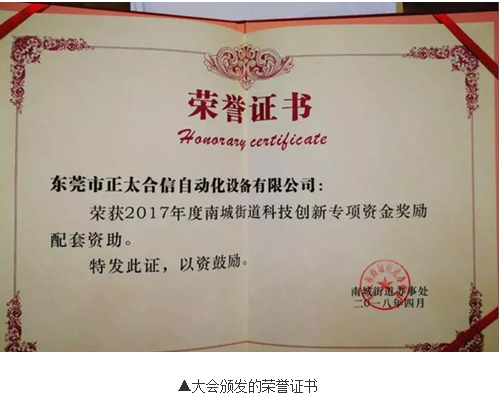 荣誉证书
Honorary certificate
东莞市正太合信自动化设备有限公司：
荣获2017年度南城街道科技创新专项资金奖励
配套资助。
特发此证，以资鼓励。
南城街道办事处
二〇一八年四月
▲大会颁发的荣誉证书